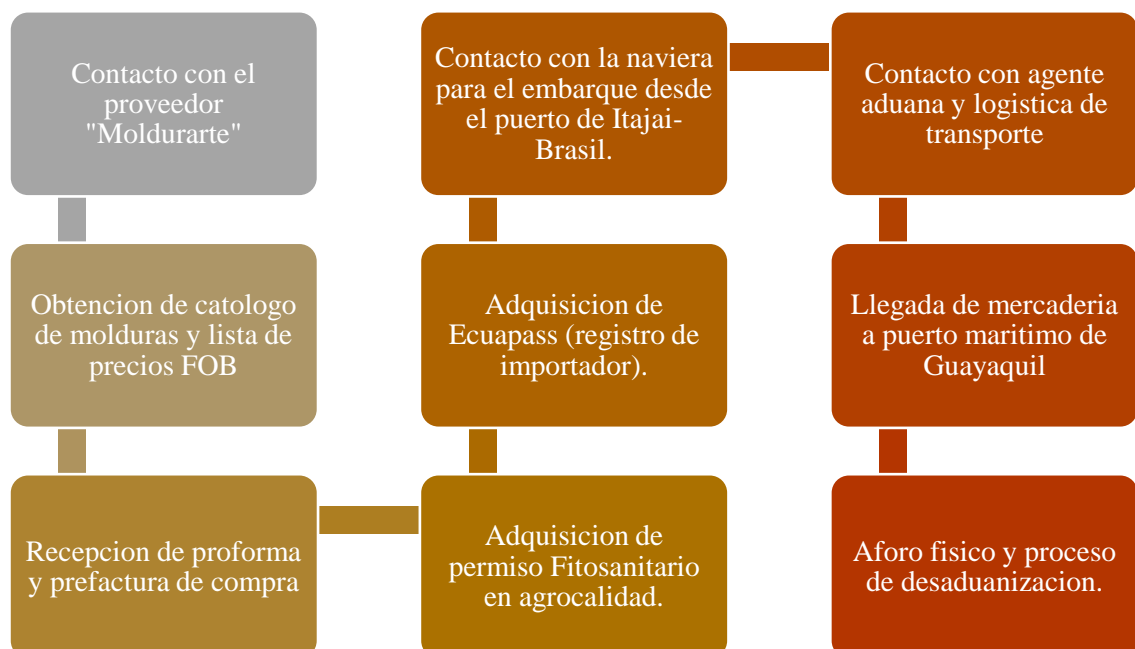 Contacto con el
proveedor
"Moldurarte"
Obtencion de catologo
de molduras y lista de
precios FOB
Recepcion de proforma
y prefactura de compra
Adquisicion de
permiso Fitosanitario
en agrocalidad.
Adquisicion de
Ecuapass (registro de
importador).
Contacto con la naviera
para el embarque desde
el puerto de Itajai-
Brasil.
Contacto con agente
aduana y logistica de
transporte
Llegada de mercaderia
a puerto maritimo de
Guayaquil
Aforo fisico y proceso
de desaduanizacion.